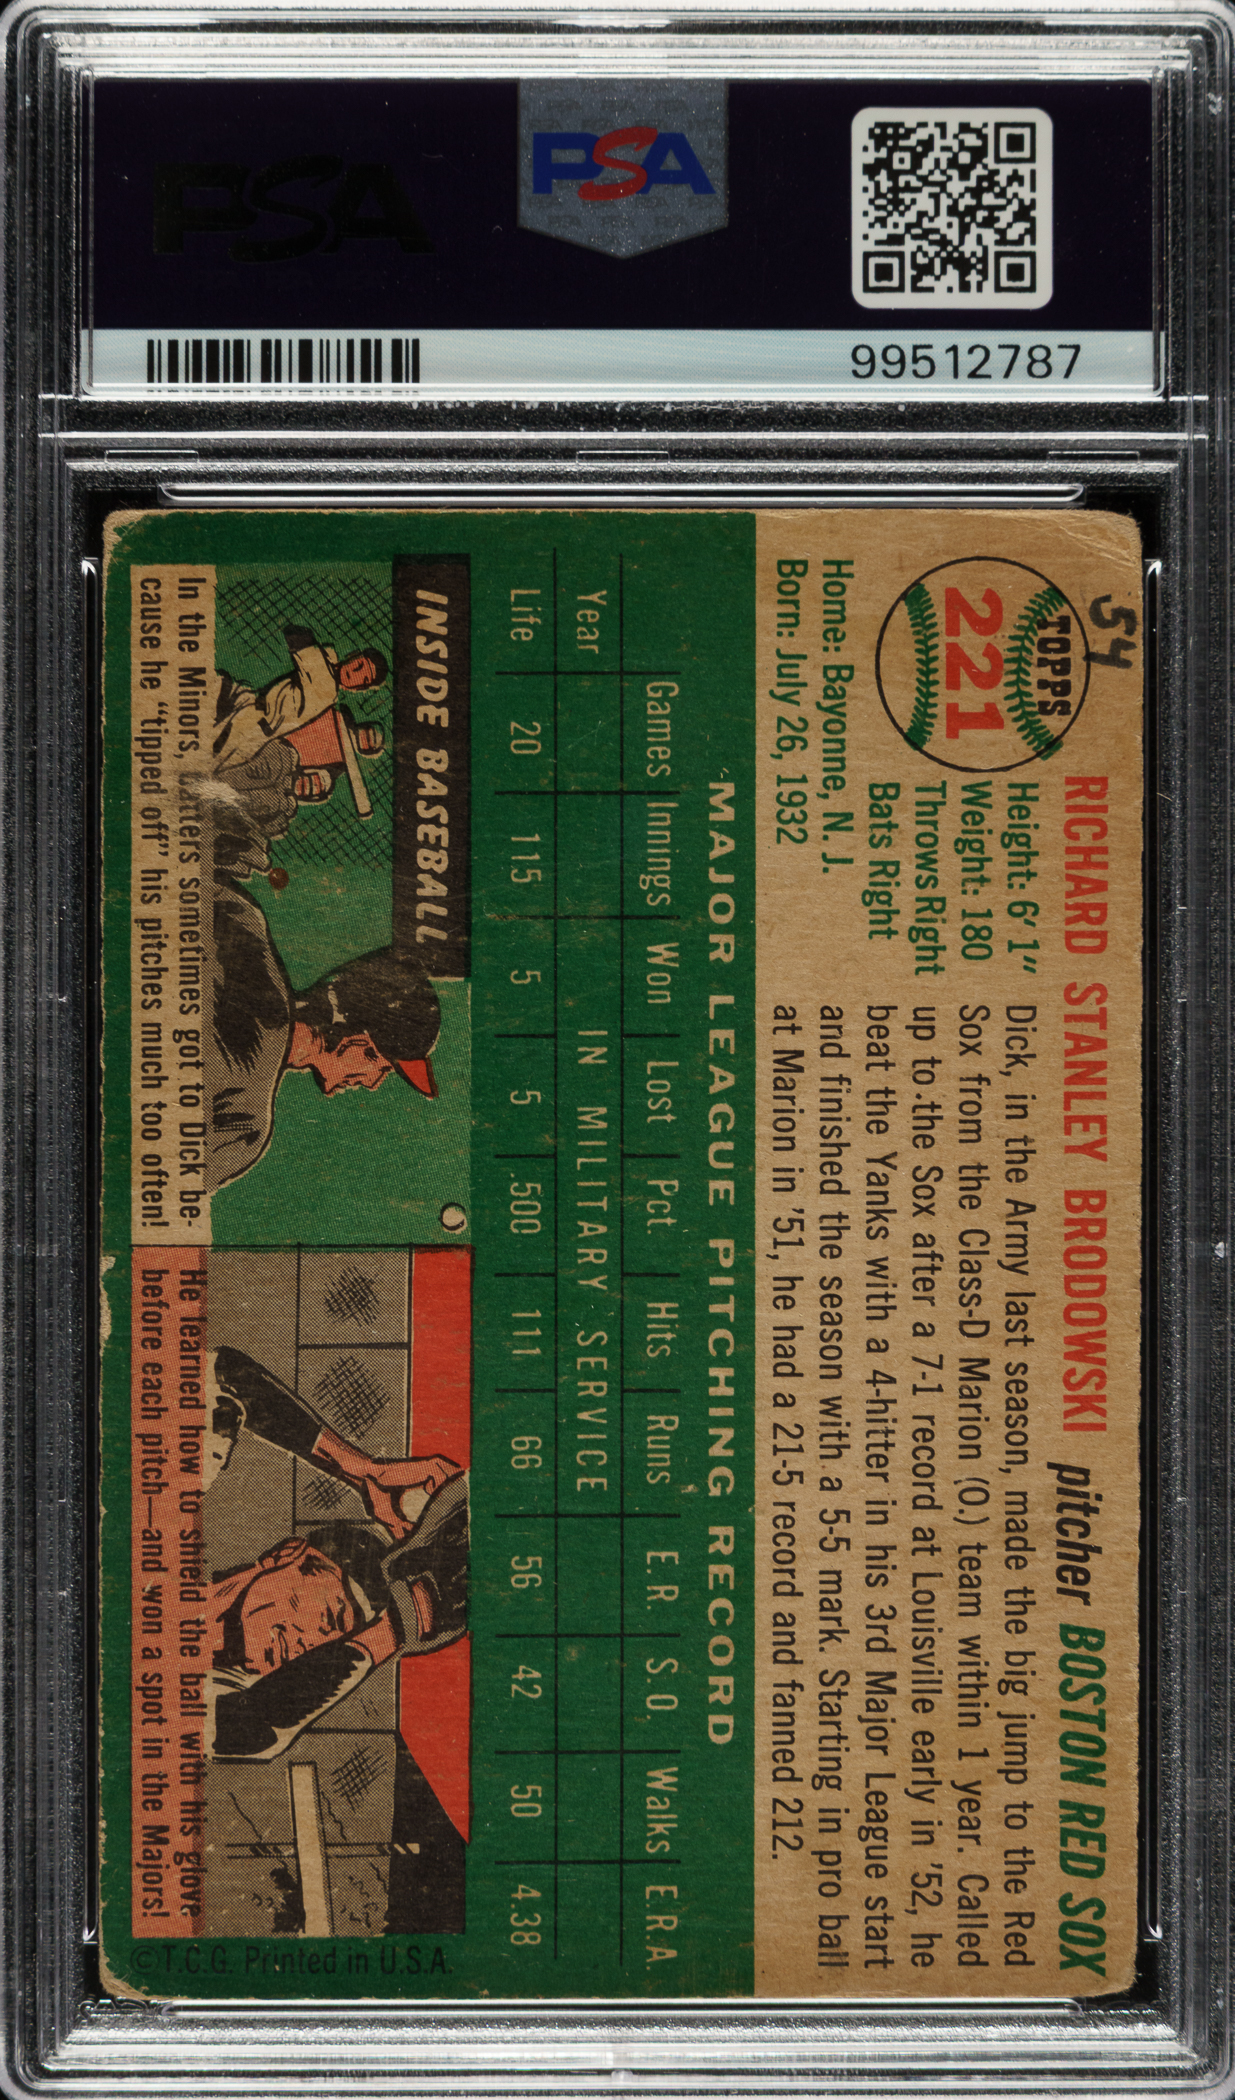 PSA
PSA
99512787
54
TOPPS
221
RICHARD STANLEY BRODOWSKI pitcher BOSTON RED SOX
Height: 6' 1"
Weight: 180
Throws Right
Bats Right
Home: Bayonne, N. J.
Born: July 26, 1932
Dick, in the Army last season, made the big jump to the Red
Sox from the Class-D Marion (O.) team within 1 year. Called
up to the Sox after a 7-1 record at Louisville early in '52, he
beat the Yanks with a 4-hitter in his 3rd Major League start
and finished the season with a 5-5 mark. Starting in pro ball
at Marion in '51, he had a 21-5 record and fanned 212.
MAJOR LEAGUE PITCHING RECORD
Games Innings Won Lost Pct. Hits Runs E.R. S.O. Walks E.R.A.
Year IN MILITARY SERVICE
Life 20 115 5 5 .500 111 66 56 42 50 4.38
INSIDE BASEBALL
In the Minors, batters sometimes got to Dick be-
cause he "tipped off" his pitches much too often!
He learned how to shield the ball with his glove
before each pitch—and won a spot in the Majors!
©T.C.G. Printed in U.S.A.